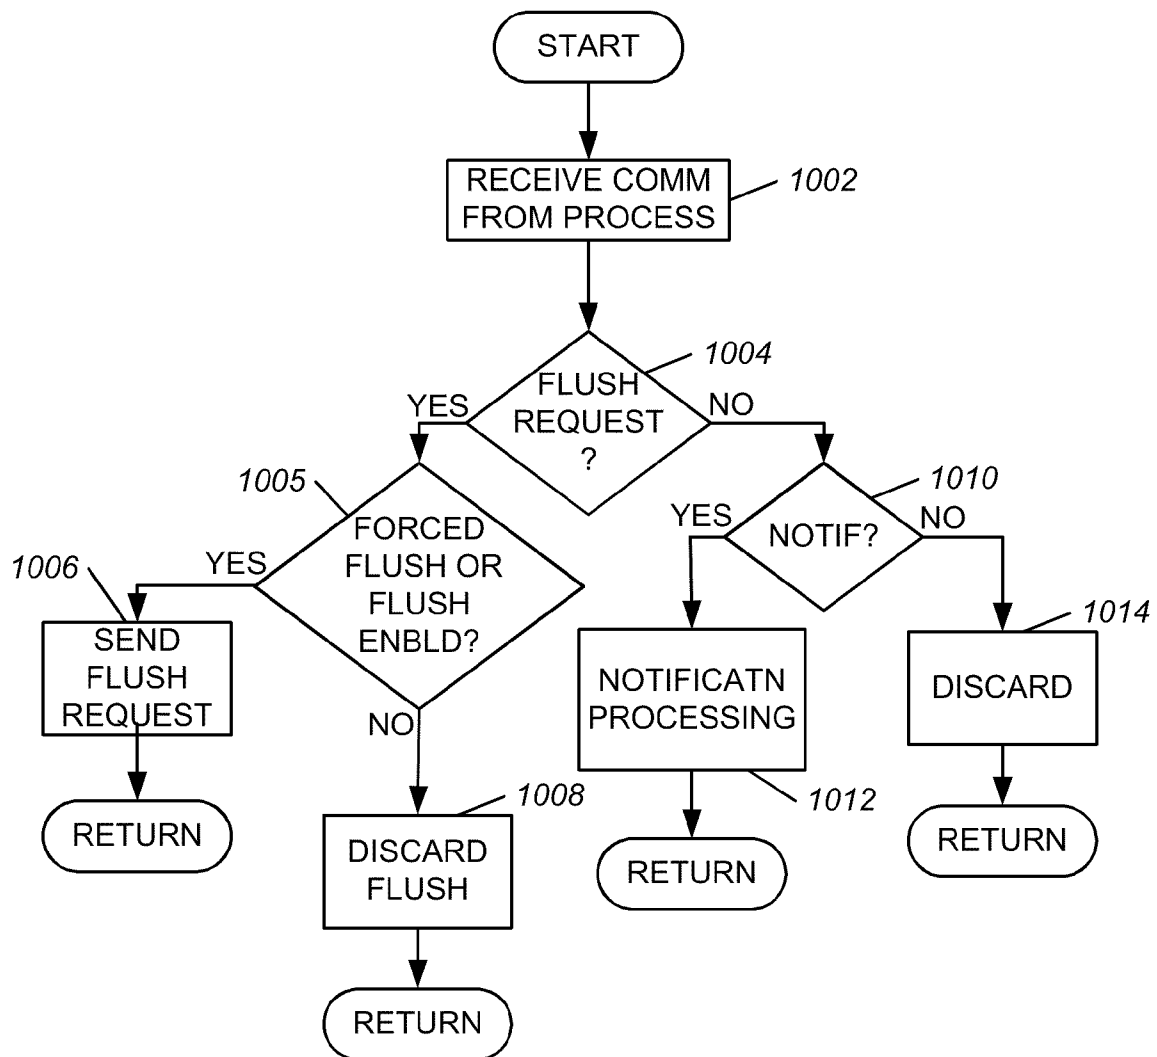 START
RECEIVE COMM
FROM PROCESS
1002
FLUSH
REQUEST
?
1004
YES
NO
FORCED
FLUSH OR
FLUSH
ENBLD?
1005
YES
NO
NOTIF?
1010
YES
NO
SEND
FLUSH
REQUEST
1006
NOTIFICATN
PROCESSING
1012
DISCARD
1014
RETURN
DISCARD
FLUSH
1008
RETURN
RETURN
RETURN